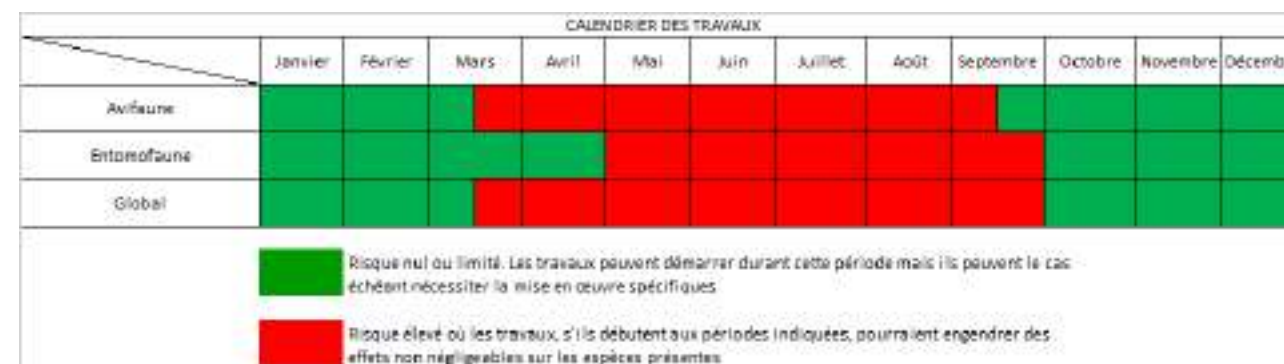 CALENDRIER DES TRAVAUX
Janvier Février Mars Avril Mai Juin Juillet Août Septembre Octobre Novembre Décemb
Avifaune
Entomofaune
Global
Risque nul ou limité. Les travaux peuvent démarrer durant cette période mais ils peuvent le cas
échéant nécessiter la mise en œuvre spécifiques
Risque élevé où les travaux, s'ils débutent aux périodes indiquées, pourraient engendrer des
effets non négligeables sur les espèces présentes